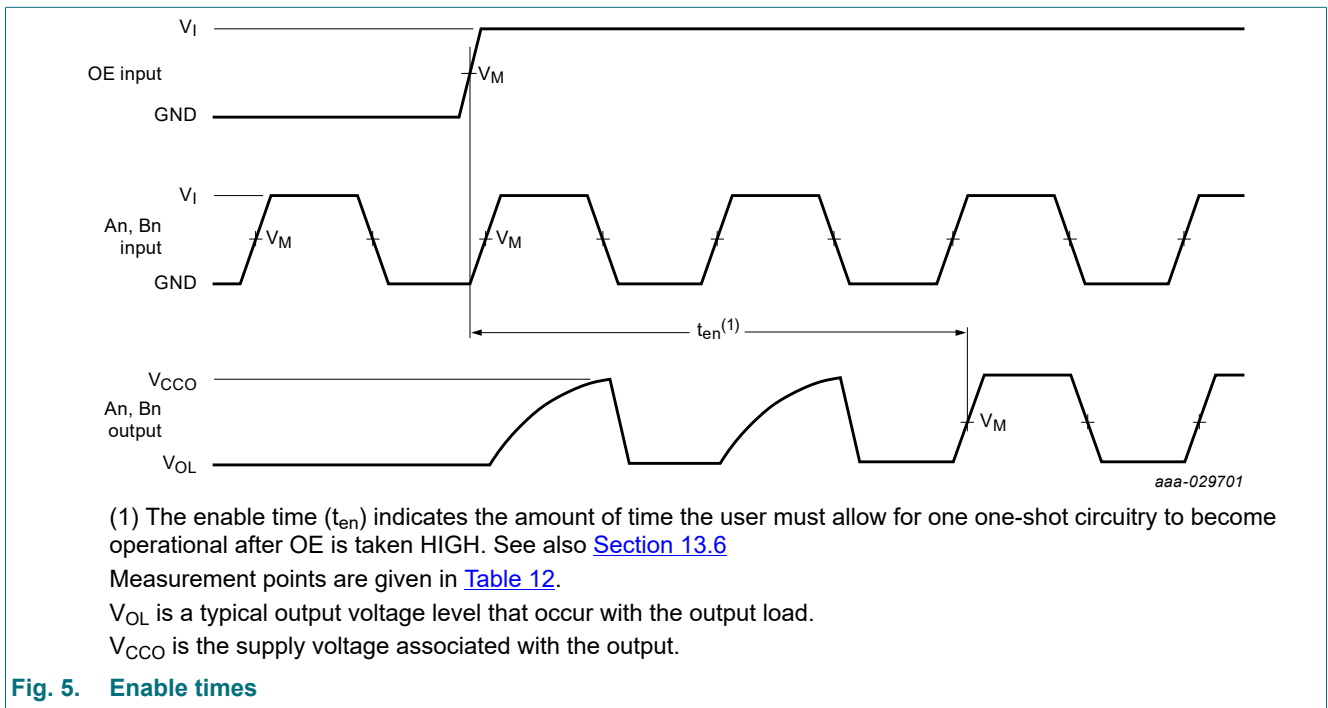 VI
OE input
VM
GND
VI
An, Bn
input
VM
VM
GND
ten(1)
VCCO
An, Bn
output
VM
VOL
aaa-029701
(1) The enable time (ten) indicates the amount of time the user must allow for one one-shot circuitry to become
operational after OE is taken HIGH. See also Section 13.6
Measurement points are given in Table 12.
VOL is a typical output voltage level that occur with the output load.
VCCO is the supply voltage associated with the output.
Fig. 5. Enable times